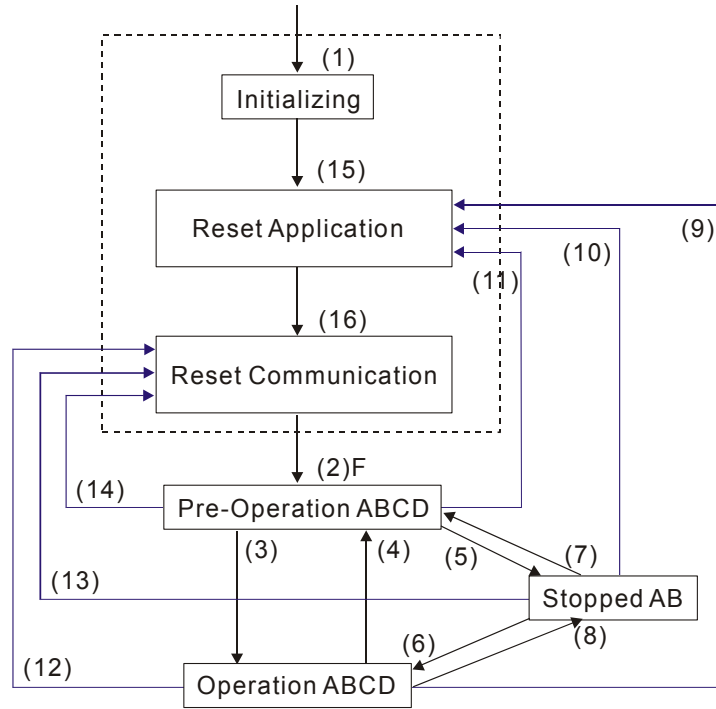 (1)
Initializing
(15)
Reset Application
(9)
(10)
(11)
(16)
Reset Communication
(2)F
(14)
Pre-Operation ABCD
(3)
(4)
(5)
(7)
(13)
Stopped AB
(6)
(8)
(12)
Operation ABCD